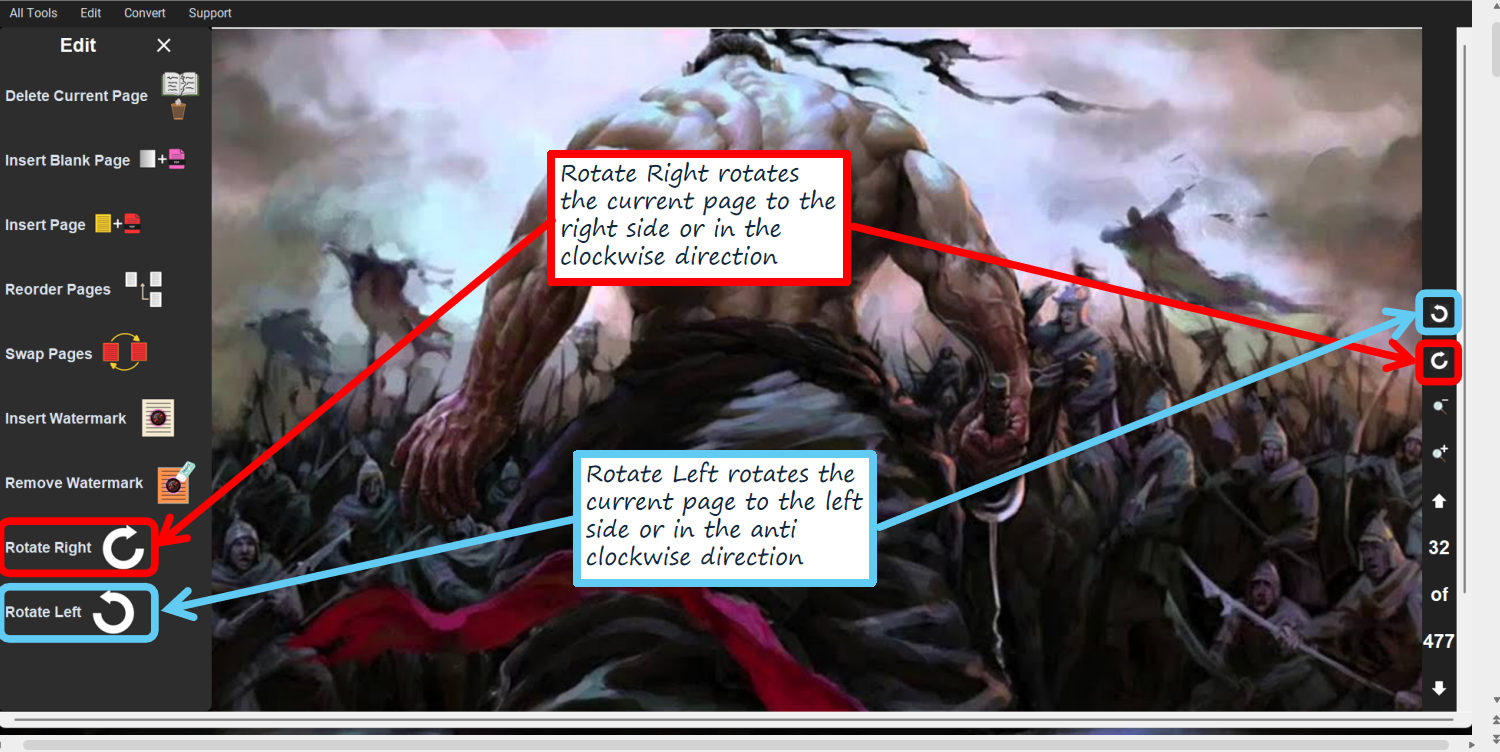 All Tools Edit Convert Support
Edit
Delete Current Page
Insert Blank Page
Insert Page
Reorder Pages
Swap Pages
Insert Watermark
Remove Watermark
Rotate Right
Rotate Left
Rotate Right rotates
the current page to the
right side or in the
clockwise direction
Rotate Left rotates the
current page to the left
side or in the anti
clockwise direction
32
of
477